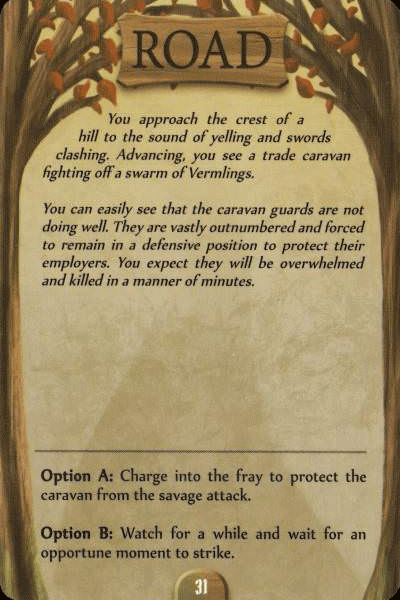 ROAD
You approach the crest of a
hill to the sound of yelling and swords
clashing. Advancing, you see a trade caravan
fighting off a swarm of Vermlings.
You can easily see that the caravan guards are not
doing well. They are vastly outnumbered and forced
to remain in a defensive position to protect their
employers. You expect they will be overwhelmed
and killed in a manner of minutes.
Option A: Charge into the fray to protect the
caravan from the savage attack.
Option B: Watch for a while and wait for an
opportune moment to strike.
31